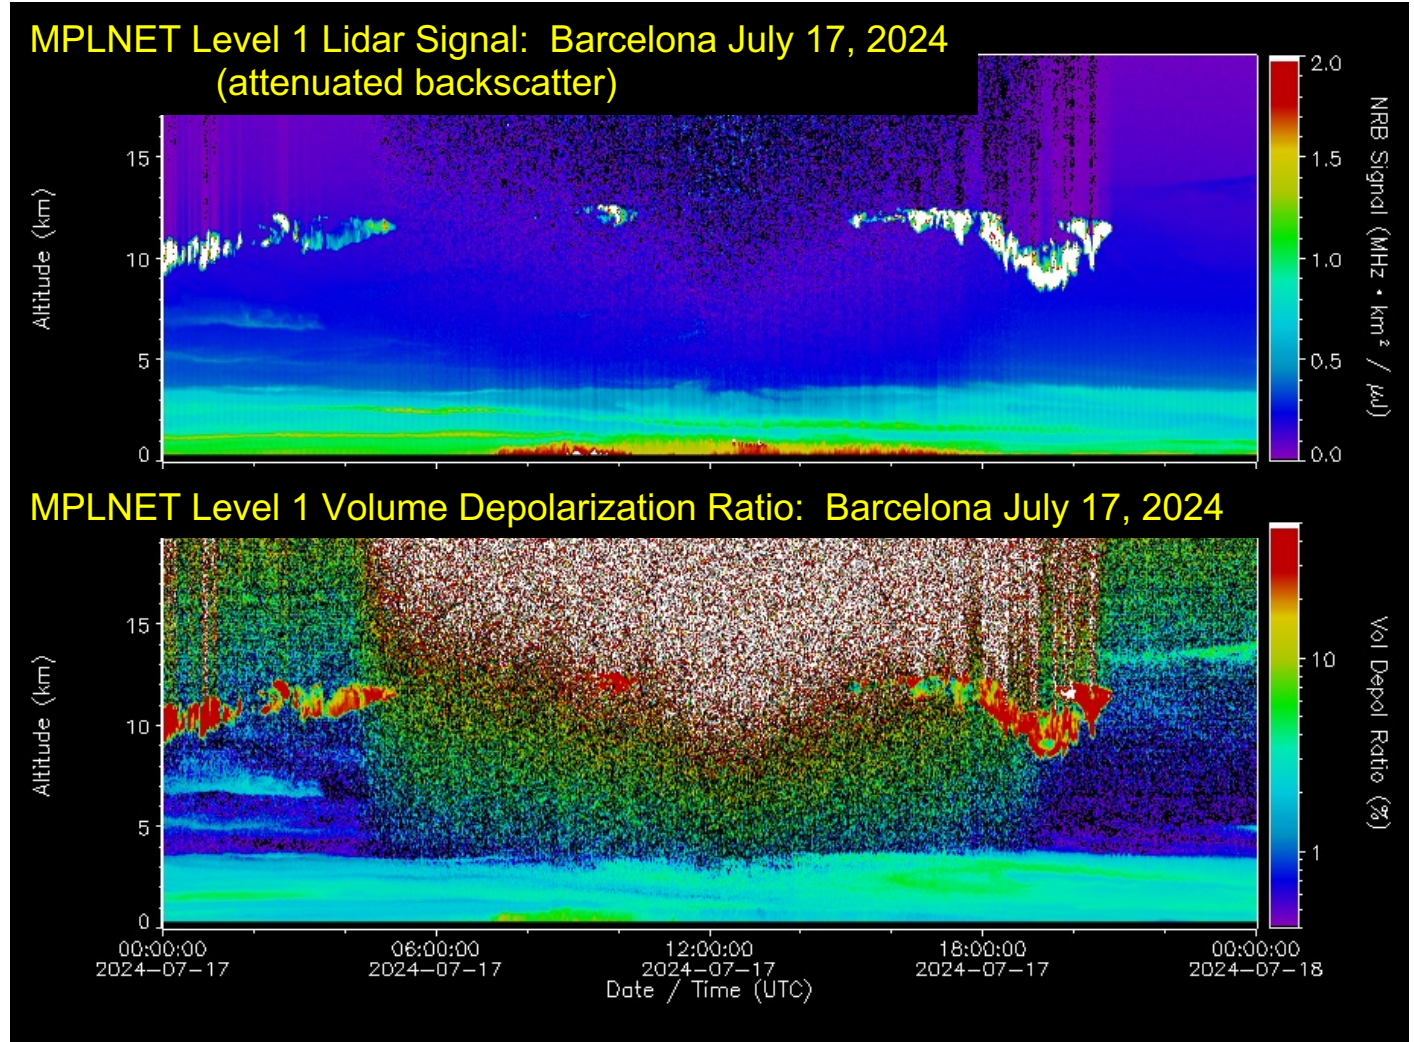 MPLNET Level 1 Lidar Signal: Barcelona July 17, 2024
(attenuated backscatter)
2.0
1.5
1.0
0.5
0.0
NRB Signal (MHz • km² / μJ)
15
10
5
0
Altitude (km)
MPLNET Level 1 Volume Depolarization Ratio: Barcelona July 17, 2024
15
10
5
0
Altitude (km)
10
1
Vol Depol Ratio (%)
00:00:00 06:00:00 12:00:00 18:00:00 00:00:00
2024-07-17 2024-07-17 2024-07-17 2024-07-17 2024-07-18
Date / Time (UTC)